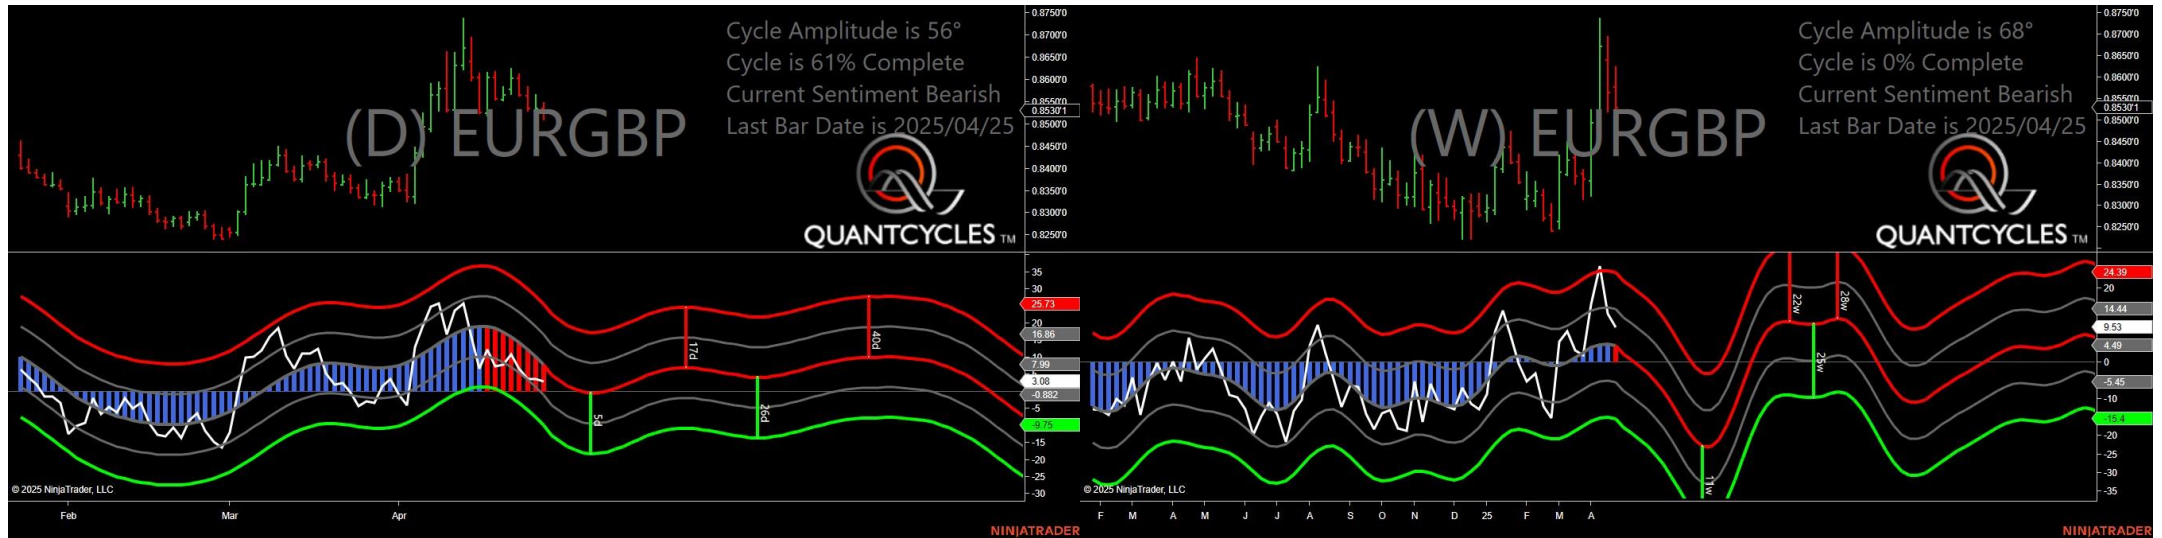 Cycle Amplitude is 56°
Cycle is 61% Complete
Current Sentiment Bearish
Last Bar Date is 2025/04/25
(D) EURGBP
QUANTCYCLES TM
0.8750'0
0.8700'0
0.8650'0
0.8600'0
0.8550'0
0.8530'1
0.8500'0
0.8450'0
0.8400'0
0.8350'0
0.8300'0
0.8250'0
35
30
25.73
20
16.86
10
7.99
3.08
-0.882
-5
-9.75
-15
-20
-25
-30
5d
17d
26d
40d
© 2025 NinjaTrader, LLC
Feb Mar Apr
NINJATRADER
Cycle Amplitude is 68°
Cycle is 0% Complete
Current Sentiment Bearish
Last Bar Date is 2025/04/25
(W) EURGBP
QUANTCYCLES TM
0.8750'0
0.8700'0
0.8650'0
0.8600'0
0.8550'0
0.8530'1
0.8500'0
0.8450'0
0.8400'0
0.8350'0
0.8300'0
0.8250'0
24.39
20
14.44
9.53
4.49
0
-5.45
-10
-15.4
-20
-25
-30
-35
11w
22w
25w
28w
© 2025 NinjaTrader, LLC
F M A M J J A S O N D 25 F M A
NINJATRADER